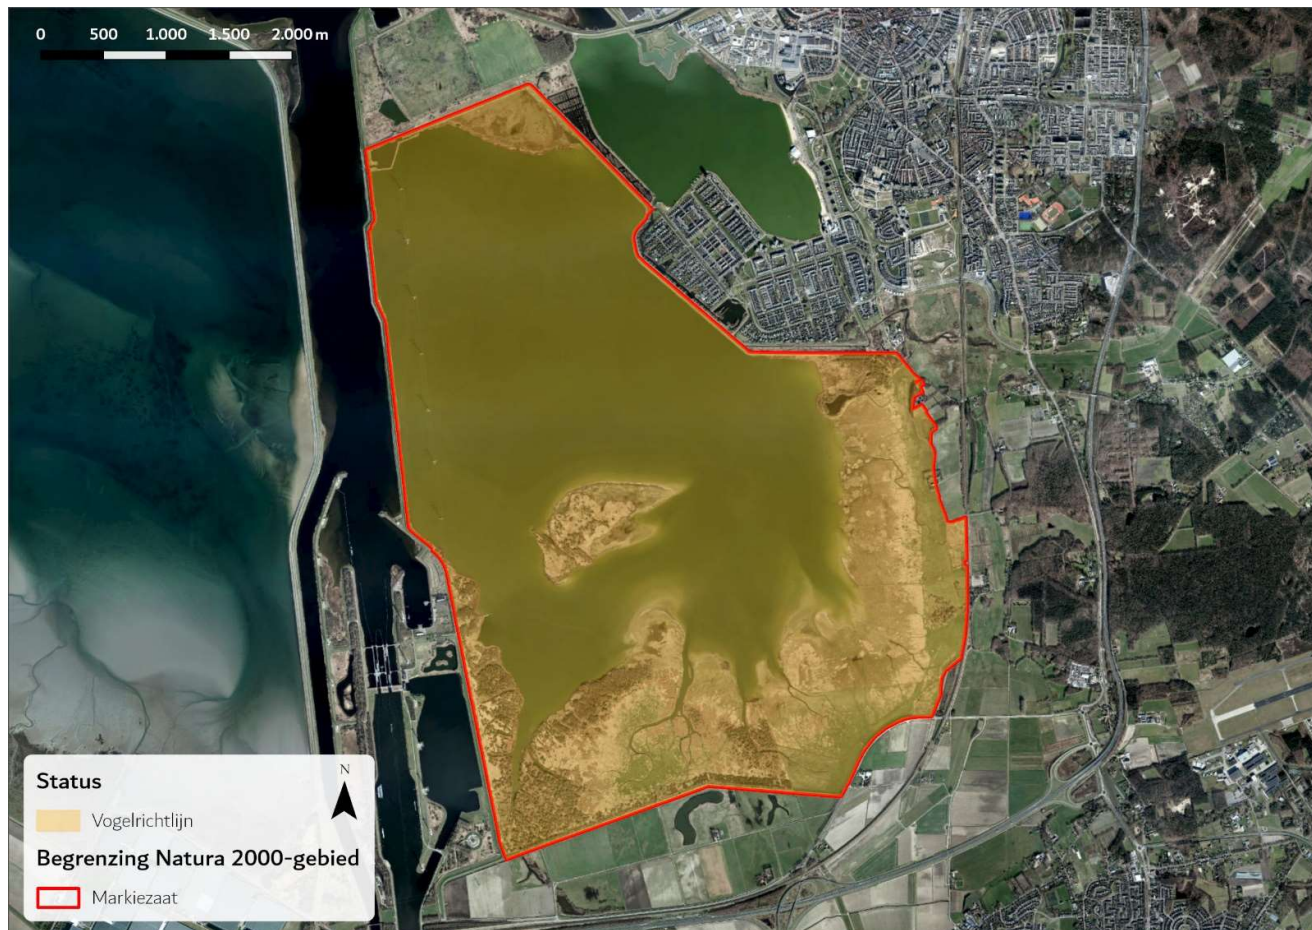 0 500 1.000 1.500 2.000 m
Status
N
Vogelrichtlijn
Begrenzing Natura 2000-gebied
Markiezaat